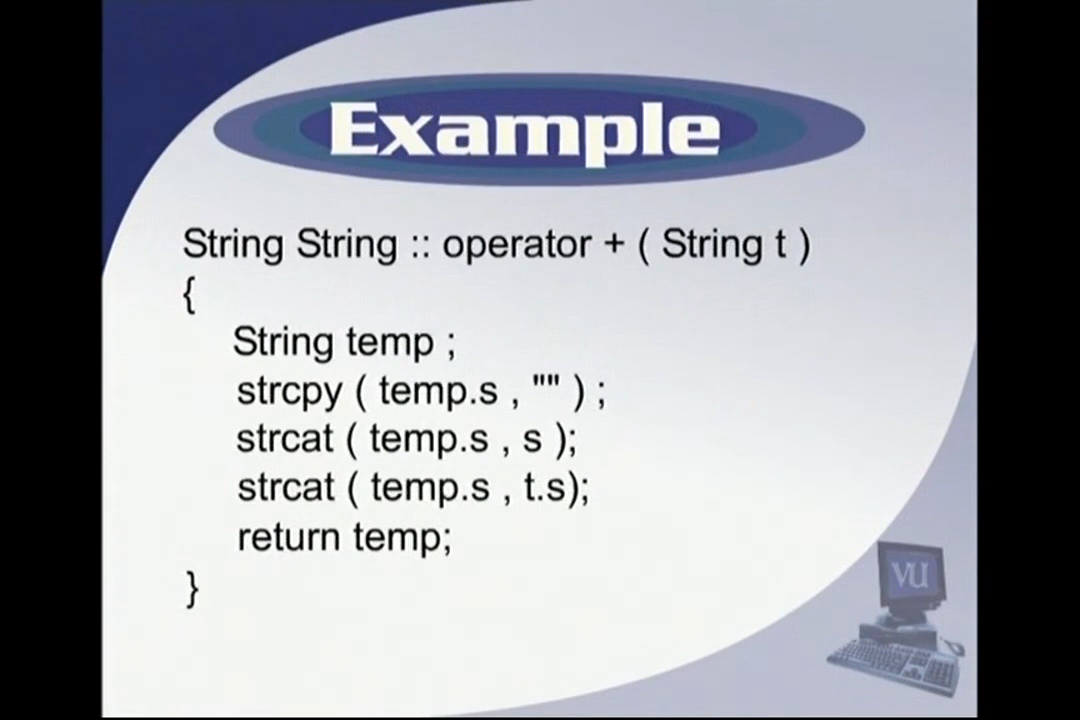 Example
String String :: operator + ( String t )
{
String temp ;
strcpy ( temp.s , "" ) ;
strcat ( temp.s , s );
strcat ( temp.s , t.s);
return temp;
}
VU